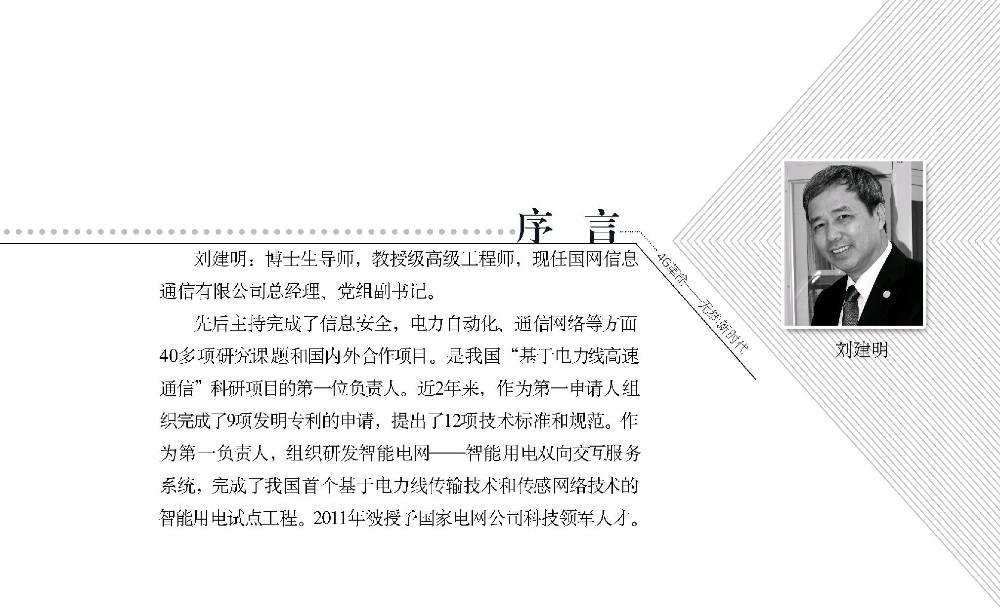 序 言
刘建明：博士生导师，教授级高级工程师，现任国网信息
通信有限公司总经理、党组副书记。
先后主持完成了信息安全，电力自动化、通信网络等方面
40多项研究课题和国内外合作项目。是我国“基于电力线高速
通信”科研项目的第一位负责人。近2年来，作为第一申请人组
织完成了9项发明专利的申请，提出了12项技术标准和规范。作
为第一负责人，组织研发智能电网——智能用电双向交互服务
系统，完成了我国首个基于电力线传输技术和传感网络技术的
智能用电试点工程。2011年被授予国家电网公司科技领军人才。
4G革命——无线新时代
刘建明